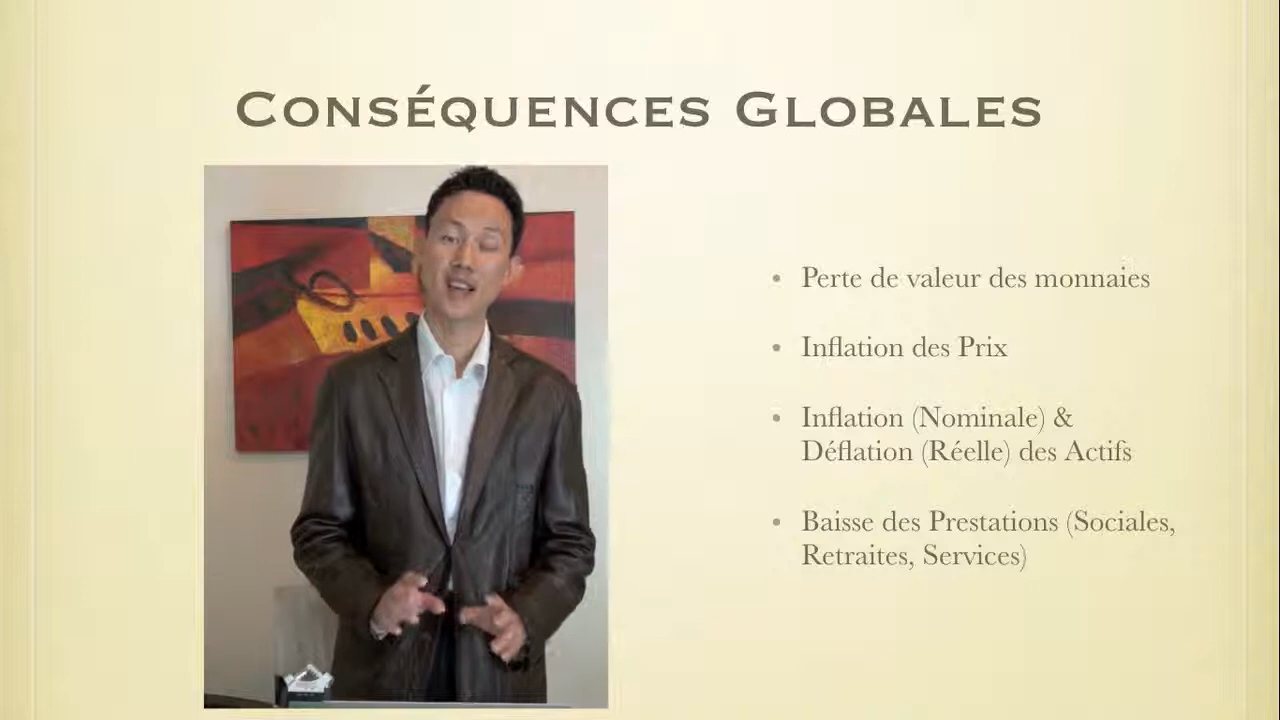 Conséquences Globales
• Perte de valeur des monnaies
• Inflation des Prix
• Inflation (Nominale) &
Déflation (Réelle) des Actifs
• Baisse des Prestations (Sociales,
Retraites, Services)